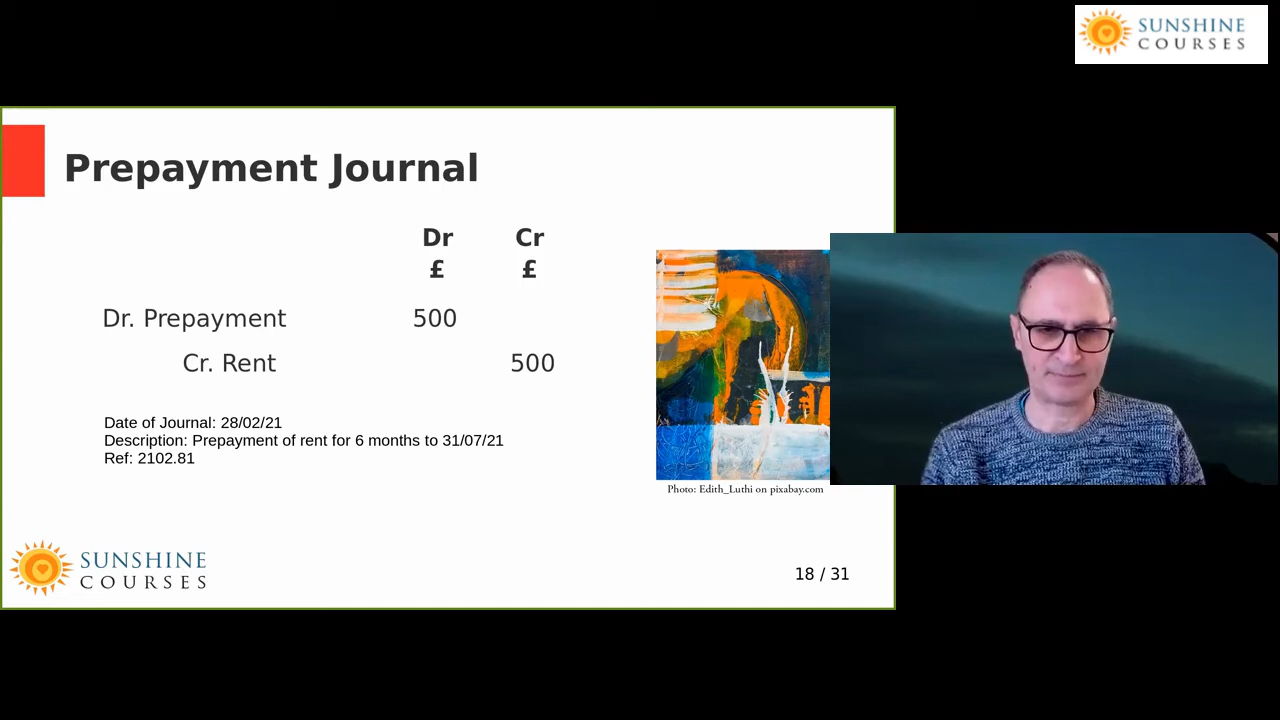 SUNSHINE
COURSES
Prepayment Journal
Dr Cr
£ £
Dr. Prepayment 500
Cr. Rent 500
Date of Journal: 28/02/21
Description: Prepayment of rent for 6 months to 31/07/21
Ref: 2102.81
Photo: Edith_Luthi on pixabay.com
SUNSHINE
COURSES
18 / 31